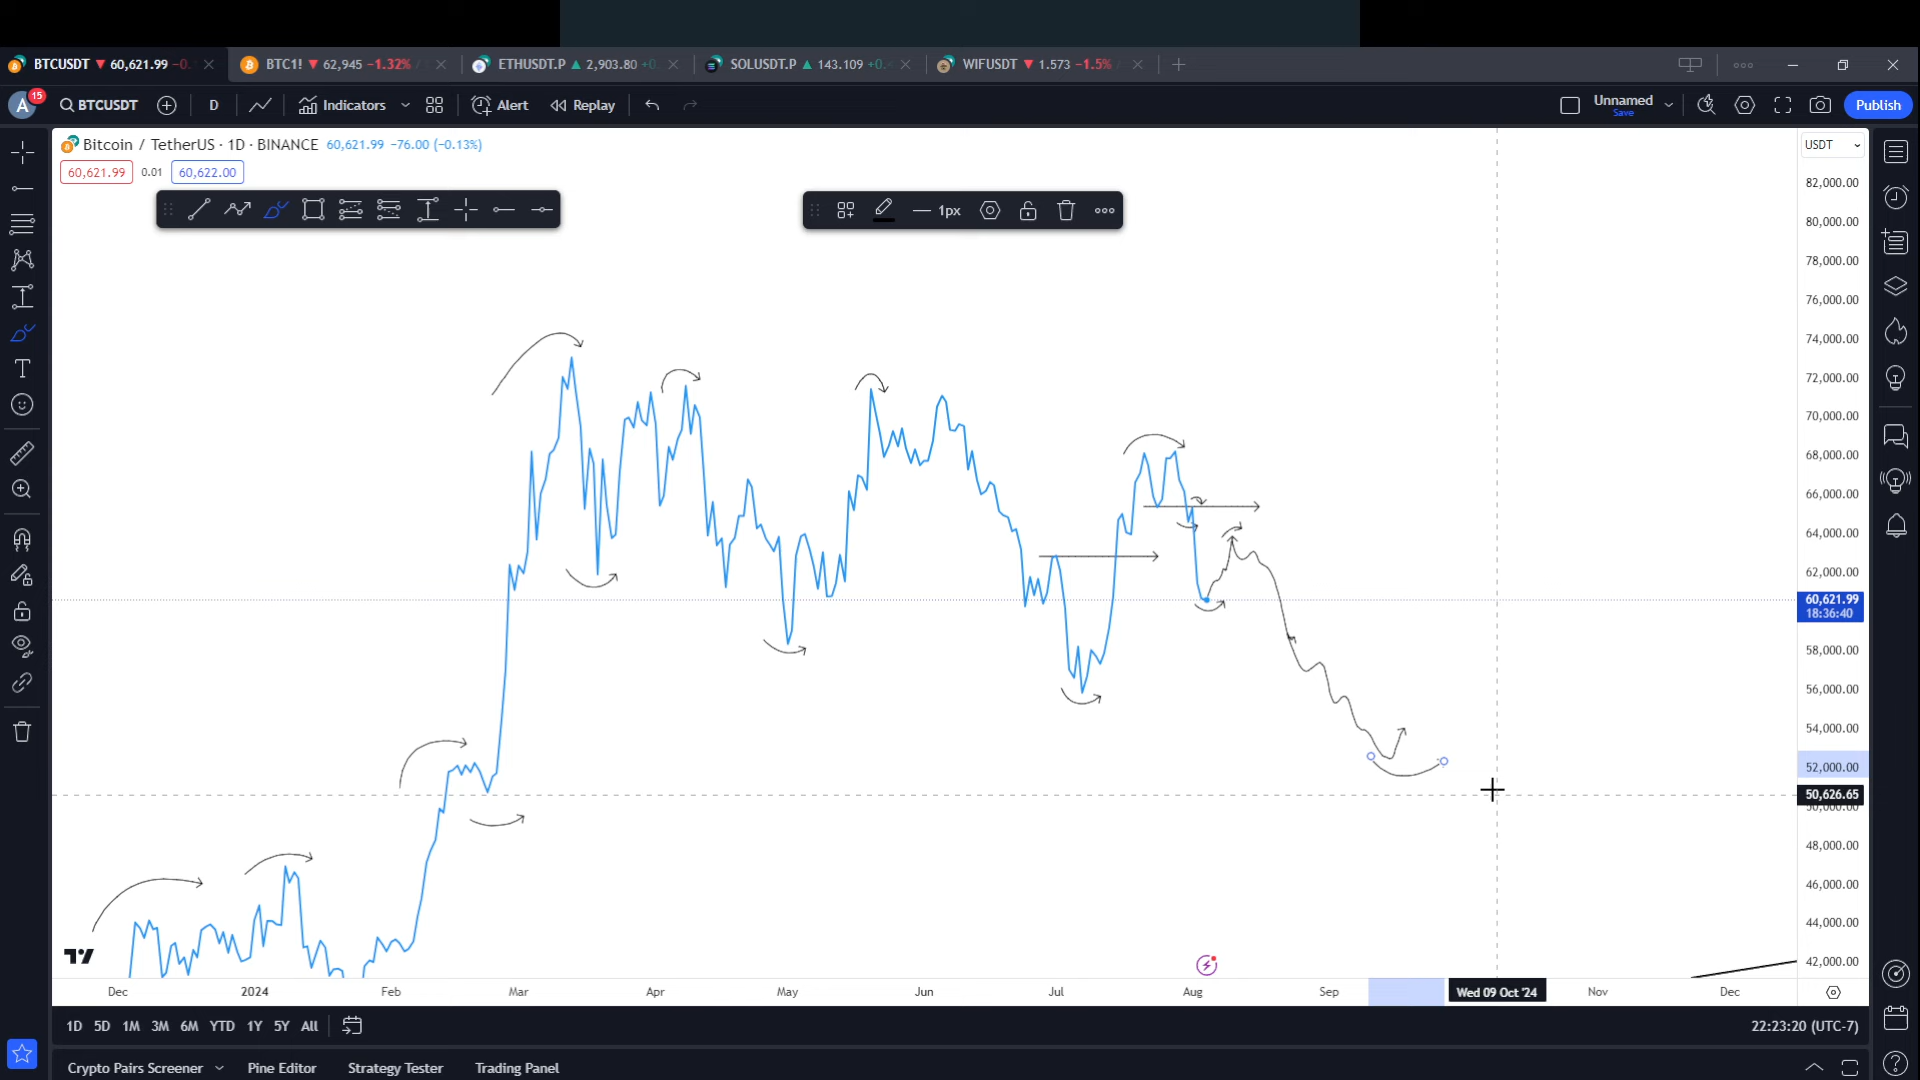 BTCUSDT ▼ 60,621.99 −0. BTC1! ▼ 62,945 −1.32% ETHUSDT.P ▲ 2,903.80 +0. SOLUSDT.P ▲ 143.109 +0. WIFUSDT ▼ 1.573 −1.5%
A 15 BTCUSDT D Indicators Alert Replay Unnamed Save Publish
Bitcoin / TetherUS · 1D · BINANCE 60,621.99 −76.00 (−0.13%) USDT
60,621.99 0.01 60,622.00
1px
82,000.00
80,000.00
78,000.00
76,000.00
74,000.00
72,000.00
70,000.00
68,000.00
66,000.00
64,000.00
62,000.00
60,621.99
18:36:40
58,000.00
56,000.00
54,000.00
52,000.00
50,626.65
50,000.00
48,000.00
46,000.00
44,000.00
42,000.00
Dec 2024 Feb Mar Apr May Jun Jul Aug Sep Wed 09 Oct '24 Nov Dec
1D 5D 1M 3M 6M YTD 1Y 5Y All 22:23:20 (UTC-7)
Crypto Pairs Screener Pine Editor Strategy Tester Trading Panel